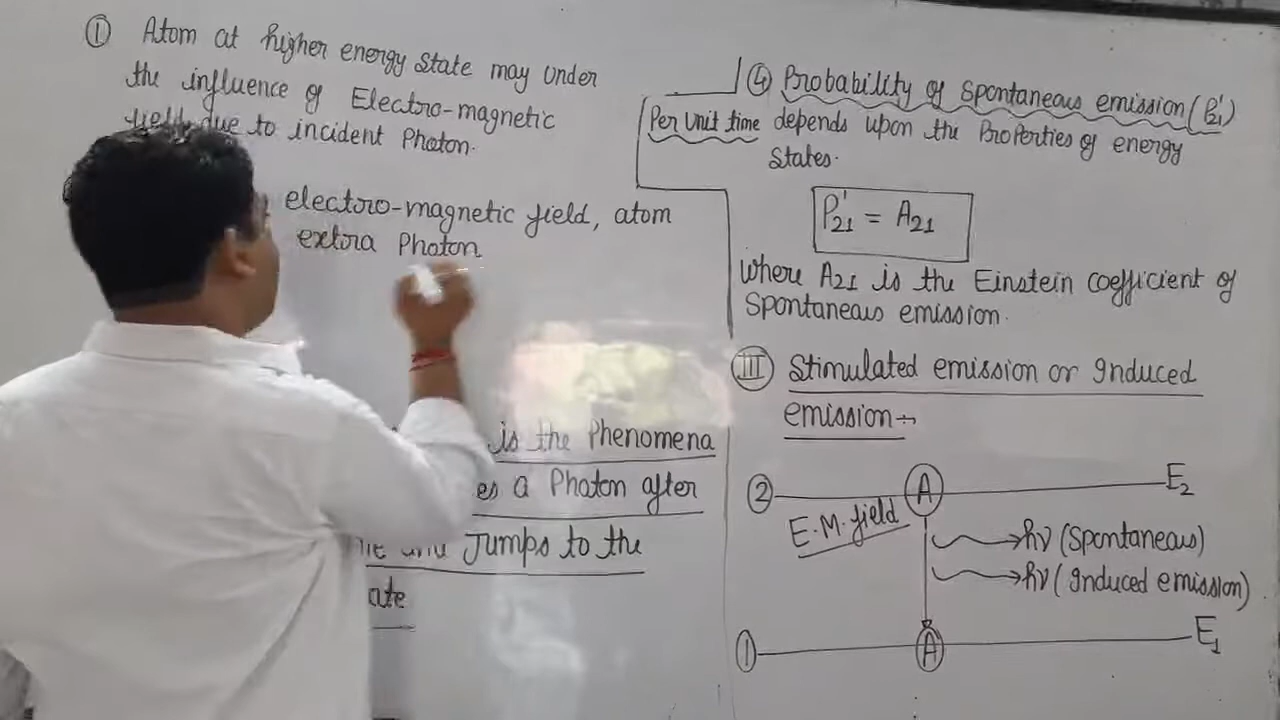 ① Atom at higher energy state may under
the influence of Electro-magnetic
due to incident Photon.
electro-magnetic field, atom
extra Photon
is the Phenomena
es a Photon after
and Jumps to the
ate
④ Probability of Spontaneous emission (P'21)
Per unit time depends upon the Properties of energy
States.
P'21 = A21
where A21 is the Einstein coefficient of
Spontaneous emission.
III Stimulated emission or Induced
emission→
② A E2
E.M. field
hν (Spontaneous)
hν (Induced emission)
① A E1